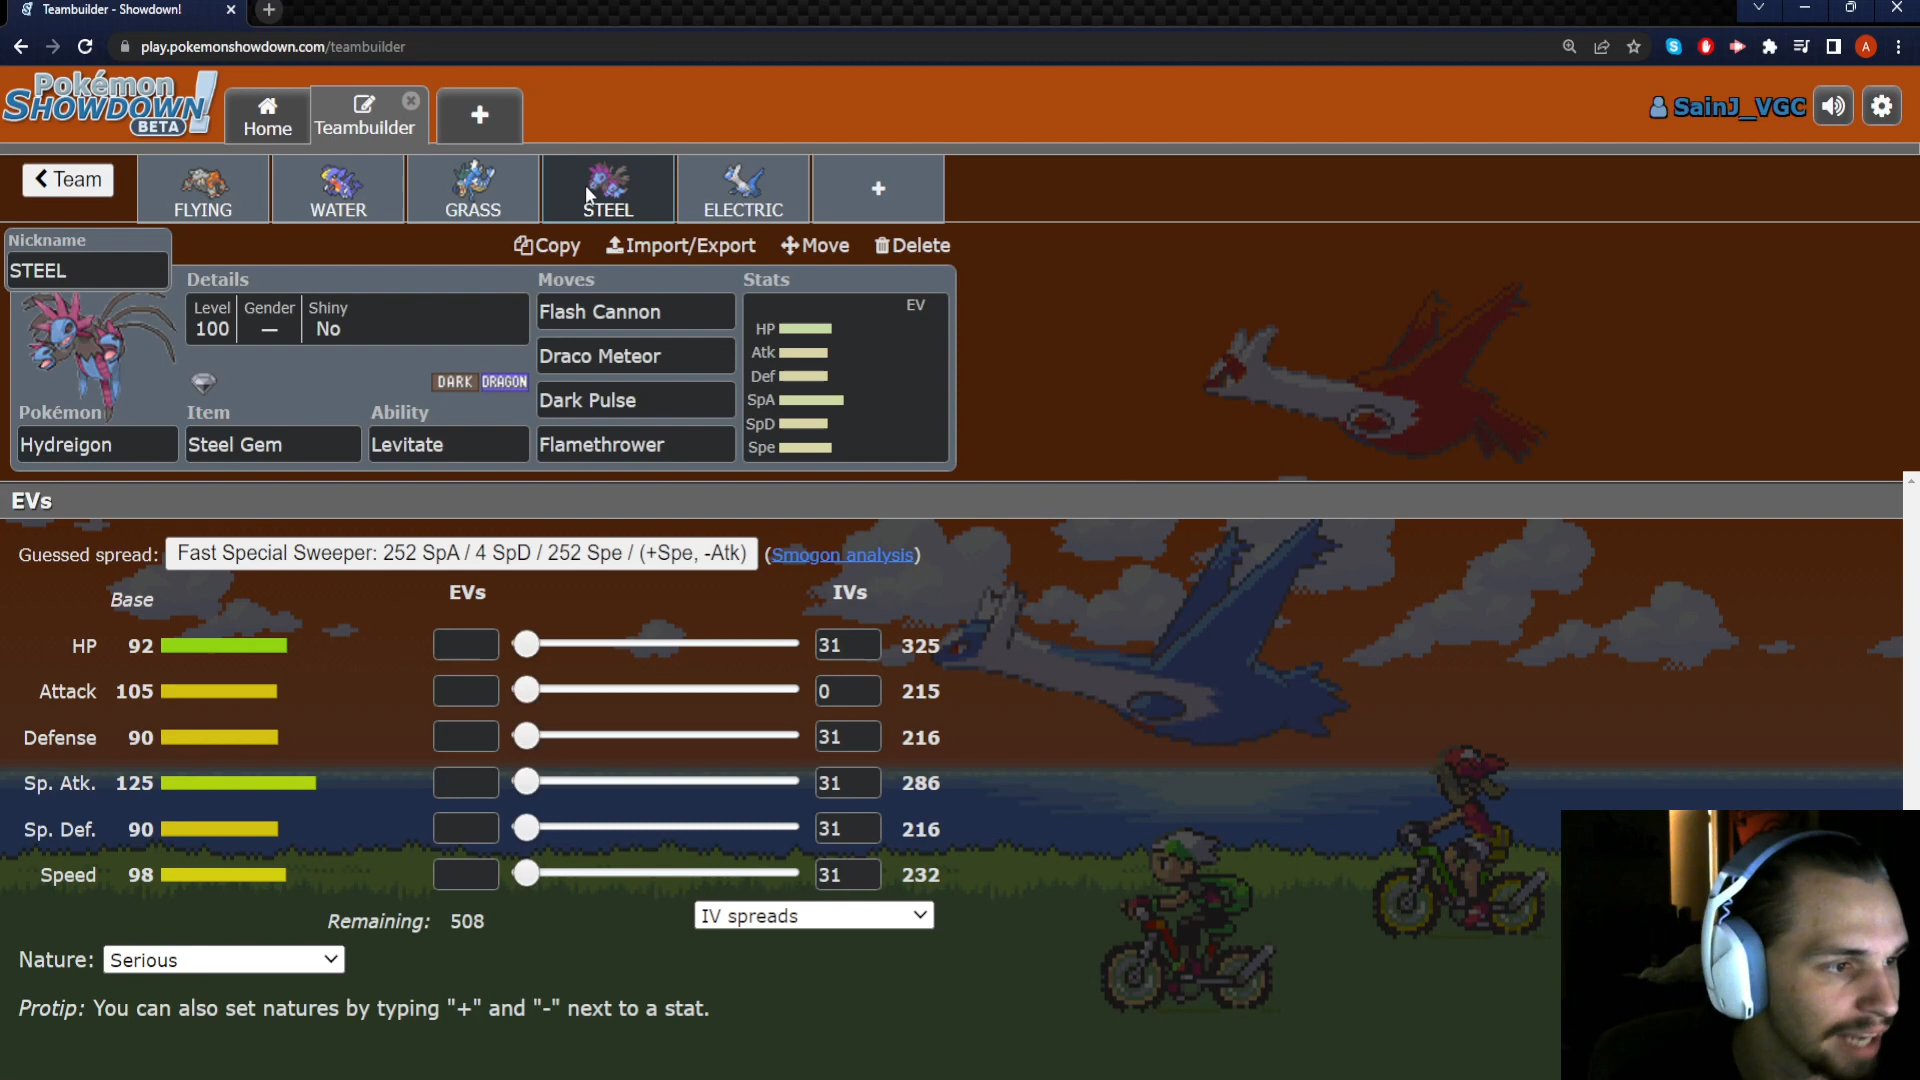 Teambuilder - Showdown!
play.pokemonshowdown.com/teambuilder
A
Pokémon
SHOWDOWN!
BETA
Home
Teambuilder
SainJ_VGC
Team
FLYING
WATER
GRASS
STEEL
ELECTRIC
+
Nickname
STEEL
Copy
Import/Export
Move
Delete
Details
Level
100
Gender
—
Shiny
No
Moves
Flash Cannon
Draco Meteor
Dark Pulse
Flamethrower
Stats
EV
HP
Atk
Def
SpA
SpD
Spe
DARK DRAGON
Pokémon
Hydreigon
Item
Steel Gem
Ability
Levitate
EVs
Guessed spread: Fast Special Sweeper: 252 SpA / 4 SpD / 252 Spe / (+Spe, -Atk) (Smogon analysis)
Base EVs IVs
HP 92 31 325
Attack 105 0 215
Defense 90 31 216
Sp. Atk. 125 31 286
Sp. Def. 90 31 216
Speed 98 31 232
Remaining: 508
IV spreads
Nature: Serious
Protip: You can also set natures by typing "+" and "-" next to a stat.